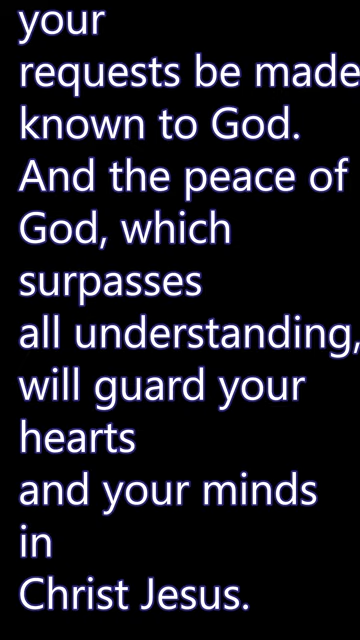 your
requests be made
known to God.
And the peace of
God, which
surpasses
all understanding,
will guard your
hearts
and your minds
in
Christ Jesus.